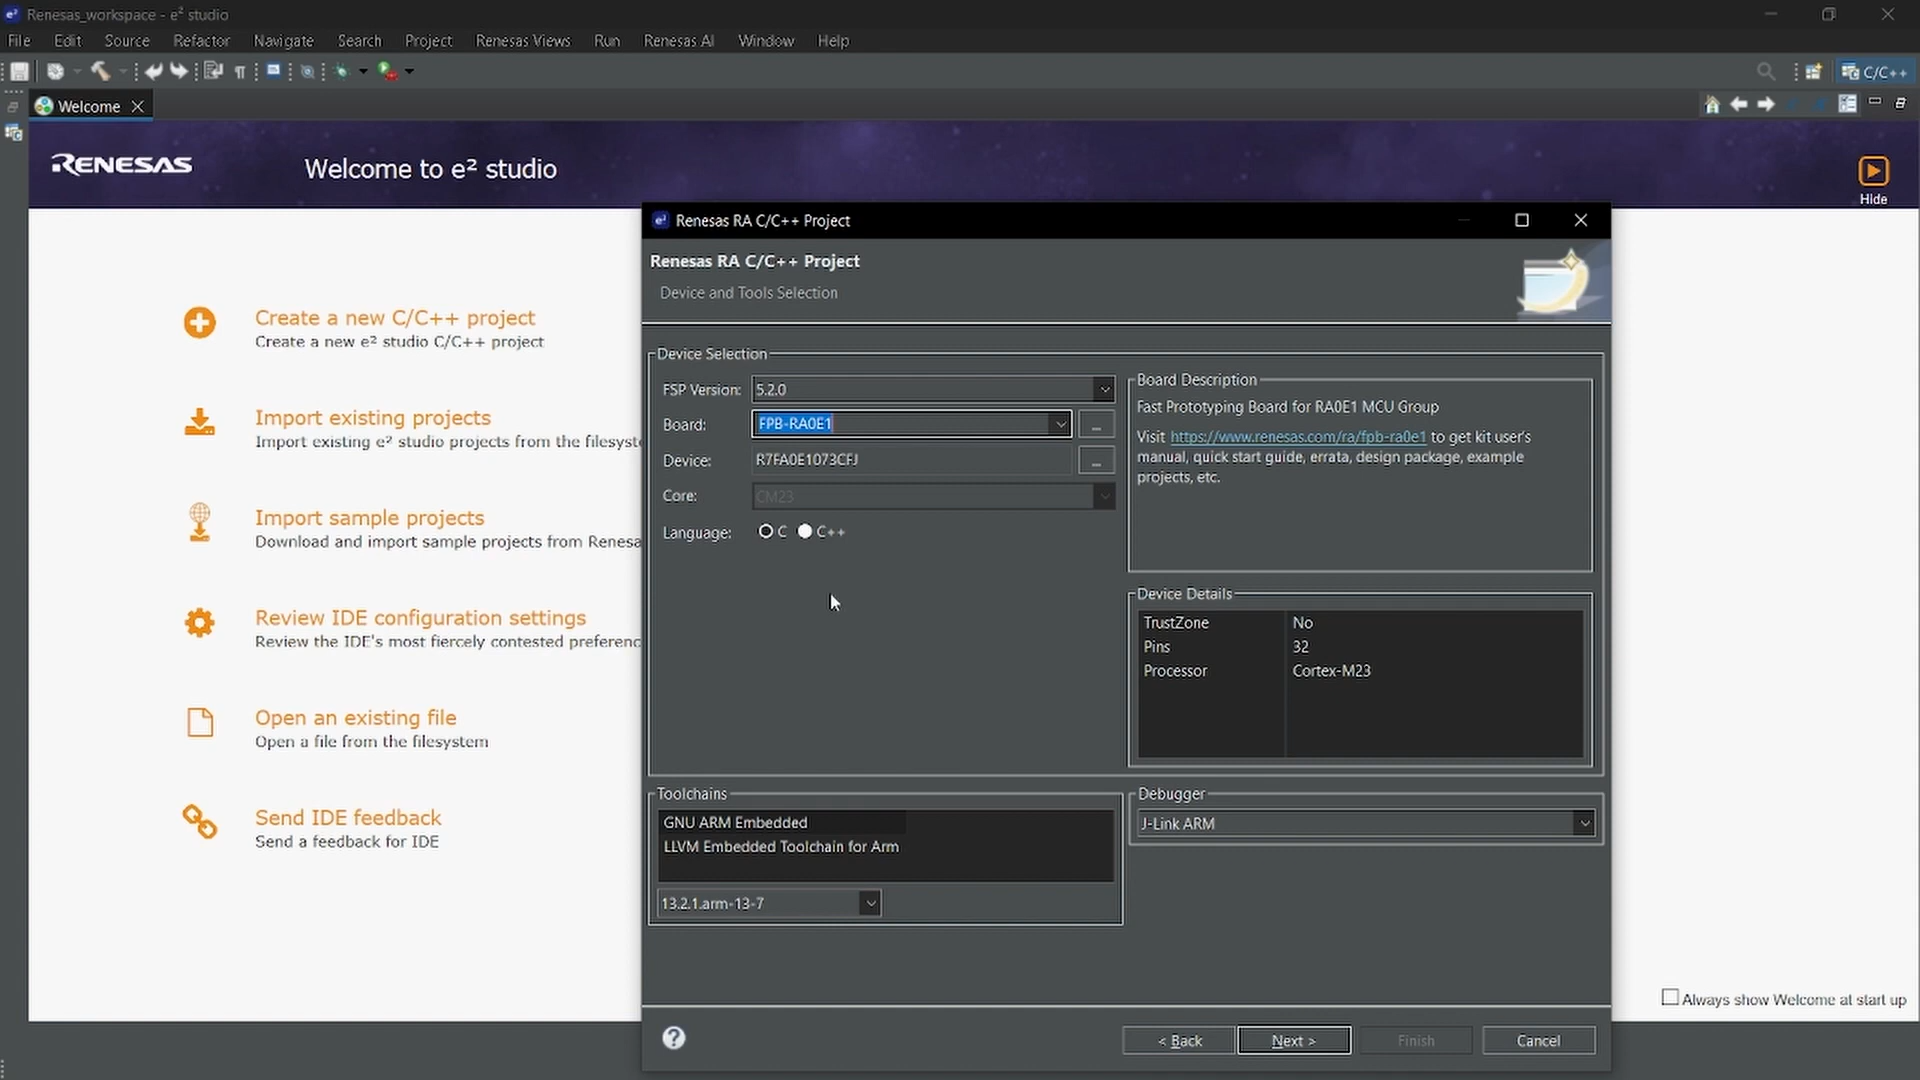 Renesas_workspace - e² studio
File Edit Source Refactor Navigate Search Project Renesas Views Run Renesas AI Window Help
C/C++
Welcome
RENESAS
Welcome to e² studio
Hide
Create a new C/C++ project
Create a new e² studio C/C++ project
Import existing projects
Import existing e² studio projects from the filesyste
Import sample projects
Download and import sample projects from Renesa
Review IDE configuration settings
Review the IDE's most fiercely contested preferenc
Open an existing file
Open a file from the filesystem
Send IDE feedback
Send a feedback for IDE
Always show Welcome at start up
Renesas RA C/C++ Project
Renesas RA C/C++ Project
Device and Tools Selection
Device Selection
FSP Version: 5.2.0
Board: FPB-RA0E1 ...
Device: R7FA0E1073CFJ ...
Core: CM23
Language: C C++
Board Description
Fast Prototyping Board for RA0E1 MCU Group
Visit https://www.renesas.com/ra/fpb-ra0e1 to get kit user's
manual, quick start guide, errata, design package, example
projects, etc.
Device Details
TrustZone No
Pins 32
Processor Cortex-M23
Toolchains
GNU ARM Embedded
LLVM Embedded Toolchain for Arm
13.2.1.arm-13-7
Debugger
J-Link ARM
?
< Back Next > Finish Cancel